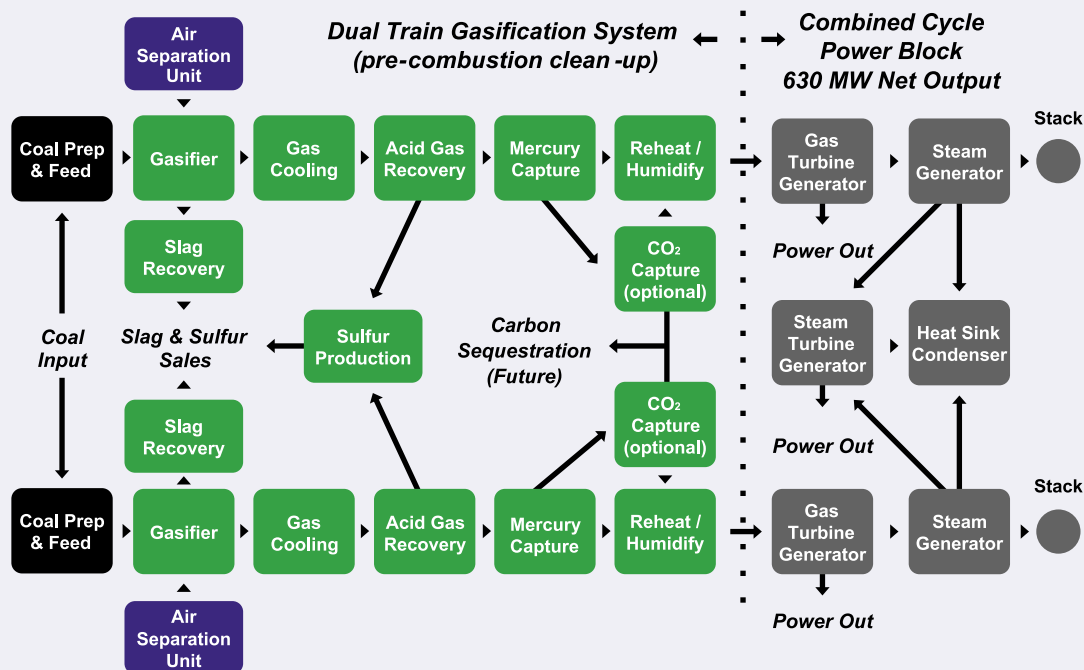 Air
Separation
Unit
Dual Train Gasification System
(pre-combustion clean -up)
Combined Cycle
Power Block
630 MW Net Output
Coal Prep
& Feed
Gasifier
Gas
Cooling
Acid Gas
Recovery
Mercury
Capture
Reheat /
Humidify
Gas
Turbine
Generator
Steam
Generator
Stack
Slag
Recovery
CO₂
Capture
(optional)
Power Out
Coal
Input
Slag & Sulfur
Sales
Sulfur
Production
Carbon
Sequestration
(Future)
Steam
Turbine
Generator
Heat Sink
Condenser
Slag
Recovery
CO₂
Capture
(optional)
Power Out
Coal Prep
& Feed
Gasifier
Gas
Cooling
Acid Gas
Recovery
Mercury
Capture
Reheat /
Humidify
Gas
Turbine
Generator
Steam
Generator
Stack
Air
Separation
Unit
Power Out